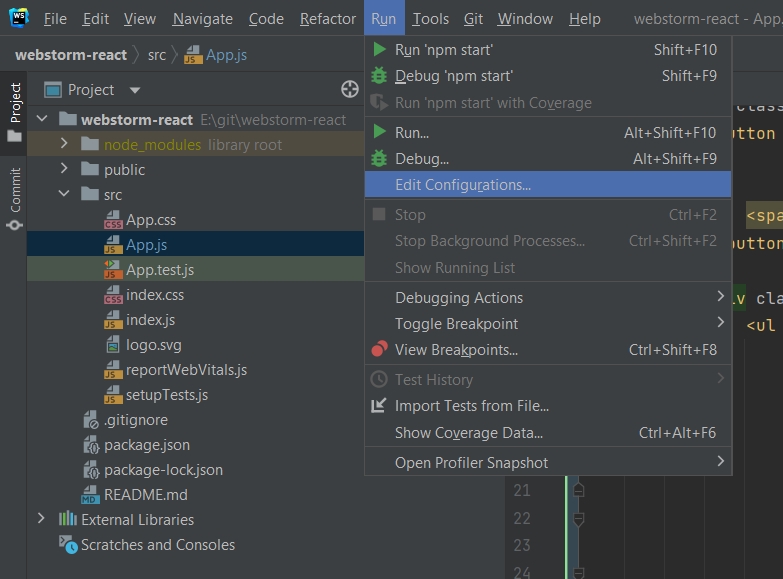 WS File Edit View Navigate Code Refactor Run Tools Git Window Help webstorm-react - App.
webstorm-react src App.js
Project
Commit
Project
webstorm-react E:\git\webstorm-react
node_modules library root
public
src
App.css
App.js
App.test.js
index.css
index.js
logo.svg
reportWebVitals.js
setupTests.js
.gitignore
package.json
package-lock.json
README.md
External Libraries
Scratches and Consoles
Run 'npm start' Shift+F10
Debug 'npm start' Shift+F9
Run 'npm start' with Coverage
Run... Alt+Shift+F10
Debug... Alt+Shift+F9
Edit Configurations...
Stop Ctrl+F2
Stop Background Processes... Ctrl+Shift+F2
Show Running List
Debugging Actions
Toggle Breakpoint
View Breakpoints... Ctrl+Shift+F8
Test History
Import Tests from File...
Show Coverage Data... Ctrl+Alt+F6
Open Profiler Snapshot
class
utton
<spa
button
iv cla
<ul
21
22
23
24